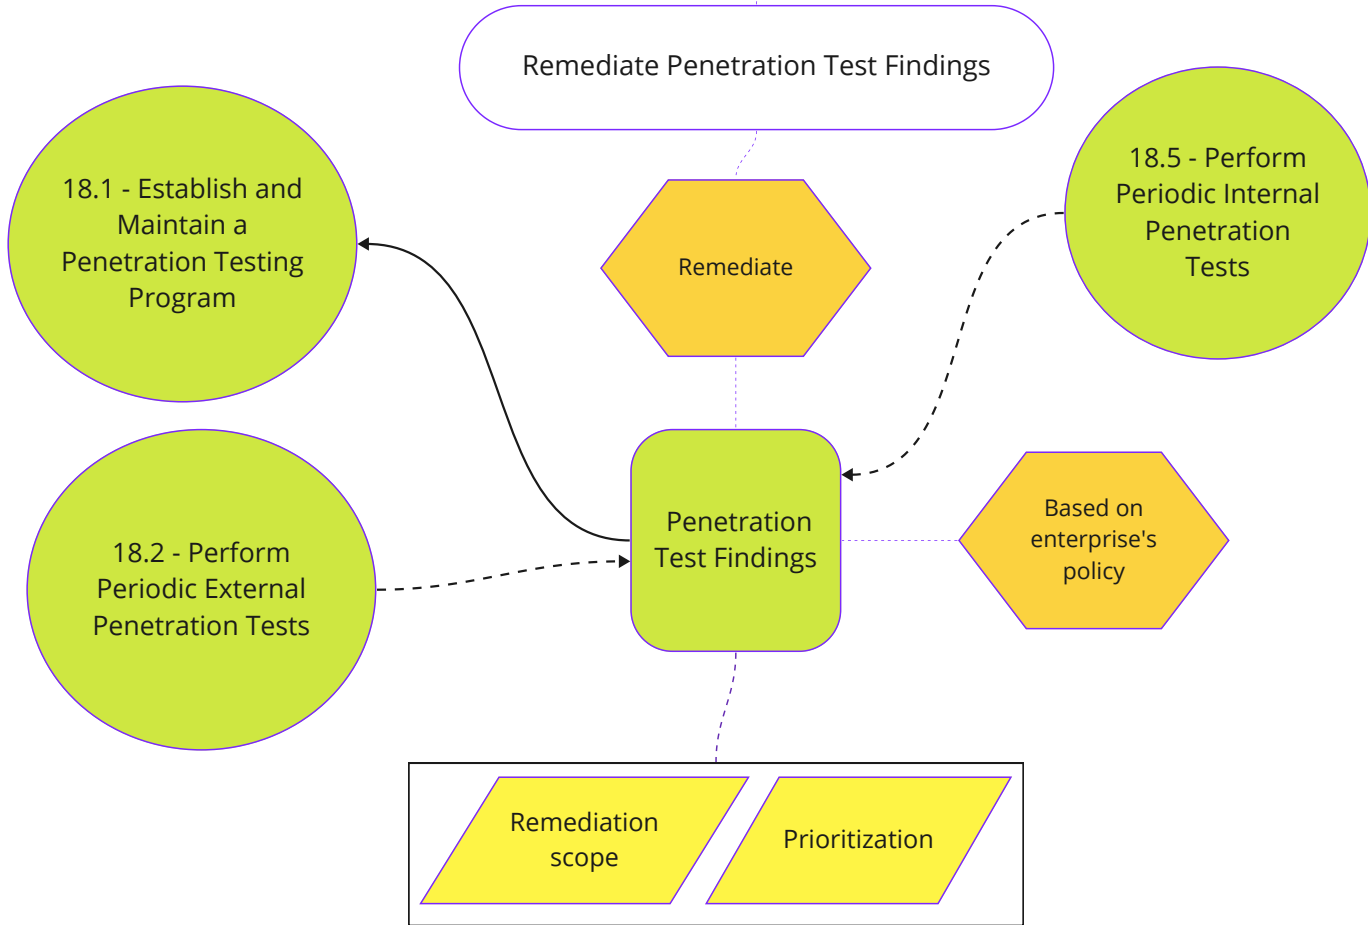 Remediate Penetration Test Findings
18.1 - Establish and
Maintain a
Penetration Testing
Program
Remediate
18.5 - Perform
Periodic Internal
Penetration
Tests
18.2 - Perform
Periodic External
Penetration Tests
Penetration
Test Findings
Based on
enterprise's
policy
Remediation
scope
Prioritization